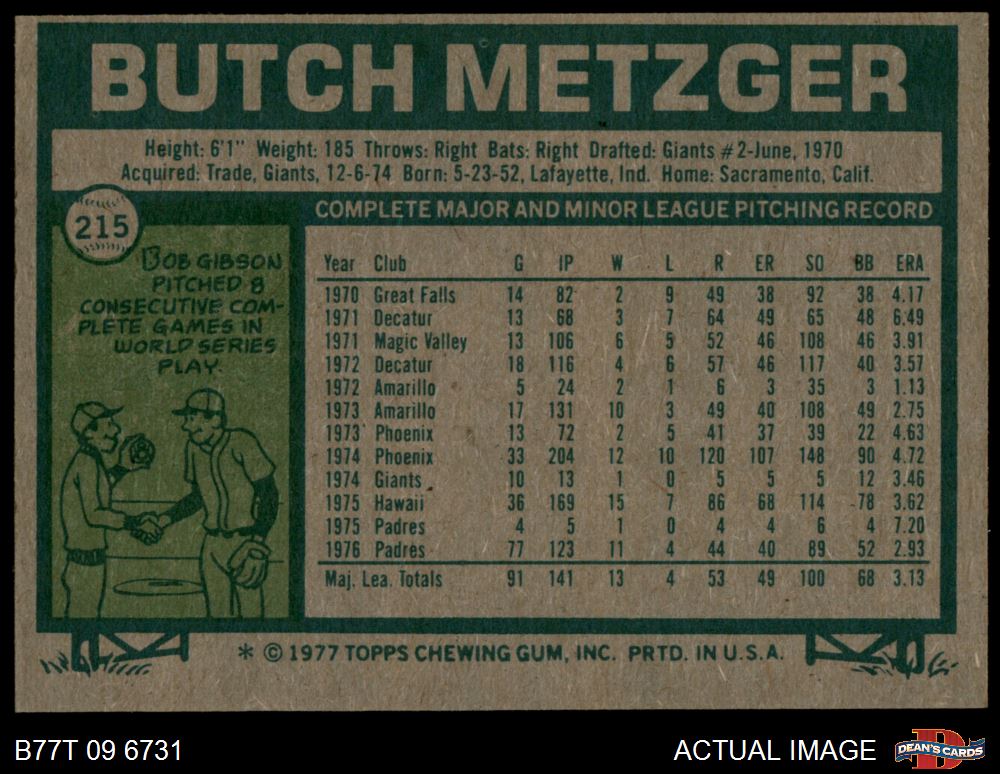 BUTCH METZGER
Height: 6'1" Weight: 185 Throws: Right Bats: Right Drafted: Giants #2-June, 1970
Acquired: Trade, Giants, 12-6-74 Born: 5-23-52, Lafayette, Ind. Home: Sacramento, Calif.
215
BOB GIBSON
PITCHED 8
CONSECUTIVE COM-
PLETE GAMES IN
WORLD SERIES
PLAY.
COMPLETE MAJOR AND MINOR LEAGUE PITCHING RECORD
Year Club G IP W L R ER SO BB ERA
1970 Great Falls 14 82 2 9 49 38 92 38 4.17
1971 Decatur 13 68 3 7 64 49 65 48 6.49
1971 Magic Valley 13 106 6 5 52 46 108 46 3.91
1972 Decatur 18 116 4 6 57 46 117 40 3.57
1972 Amarillo 5 24 2 1 6 3 35 3 1.13
1973 Amarillo 17 131 10 3 49 40 108 49 2.75
1973 Phoenix 13 72 2 5 41 37 39 22 4.63
1974 Phoenix 33 204 12 10 120 107 148 90 4.72
1974 Giants 10 13 1 0 5 5 5 12 3.46
1975 Hawaii 36 169 15 7 86 68 114 78 3.62
1975 Padres 4 5 1 0 4 4 6 4 7.20
1976 Padres 77 123 11 4 44 40 89 52 2.93
Maj. Lea. Totals 91 141 13 4 53 49 100 68 3.13
* © 1977 TOPPS CHEWING GUM, INC. PRTD. IN U.S.A.
B77T 09 6731
ACTUAL IMAGE
D
DEAN'S CARDS